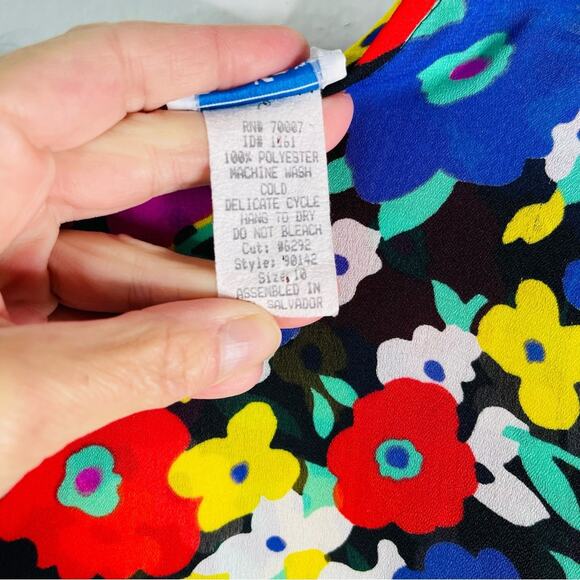 RN# 70007
ID# 1161
100% POLYESTER
MACHINE WASH
COLD
DELICATE CYCLE
HANG TO DRY
DO NOT BLEACH
Cut: #6292
Style: 90142
Size 10
ASSEMBLED IN
SALVADOR